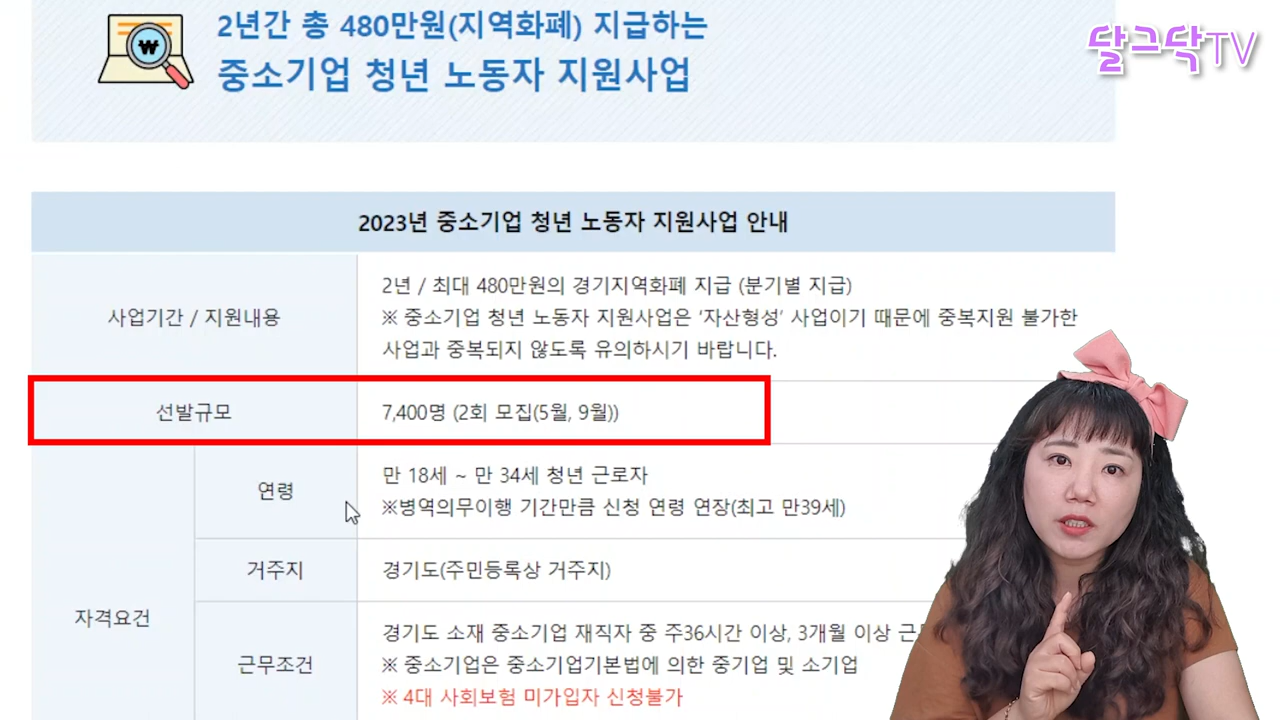 2년간 총 480만원(지역화폐) 지급하는
중소기업 청년 노동자 지원사업
달그닥TV
2023년 중소기업 청년 노동자 지원사업 안내
사업기간 / 지원내용
2년 / 최대 480만원의 경기지역화폐 지급 (분기별 지급)
※ 중소기업 청년 노동자 지원사업은 '자산형성' 사업이기 때문에 중복지원 불가한
사업과 중복되지 않도록 유의하시기 바랍니다.
선발규모
7,400명 (2회 모집(5월, 9월))
자격요건
연령
만 18세 ~ 만 34세 청년 근로자
※병역의무이행 기간만큼 신청 연령 연장(최고 만39세)
거주지
경기도(주민등록상 거주지)
근무조건
경기도 소재 중소기업 재직자 중 주36시간 이상, 3개월 이상
※ 중소기업은 중소기업기본법에 의한 중기업 및 소기업
※ 4대 사회보험 미가입자 신청불가